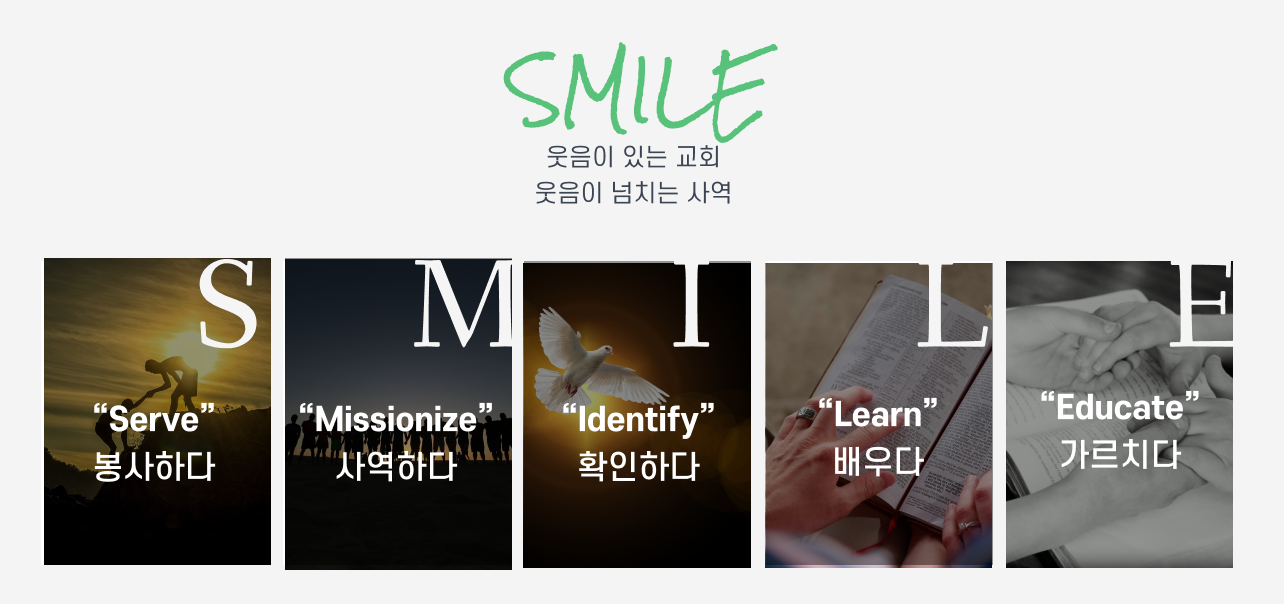 SMILE
웃음이 있는 교회
웃음이 넘치는 사역
S
“Serve”
봉사하다
M
“Missionize”
사역하다
I
“Identify”
확인하다
L
“Learn”
배우다
E
“Educate”
가르치다